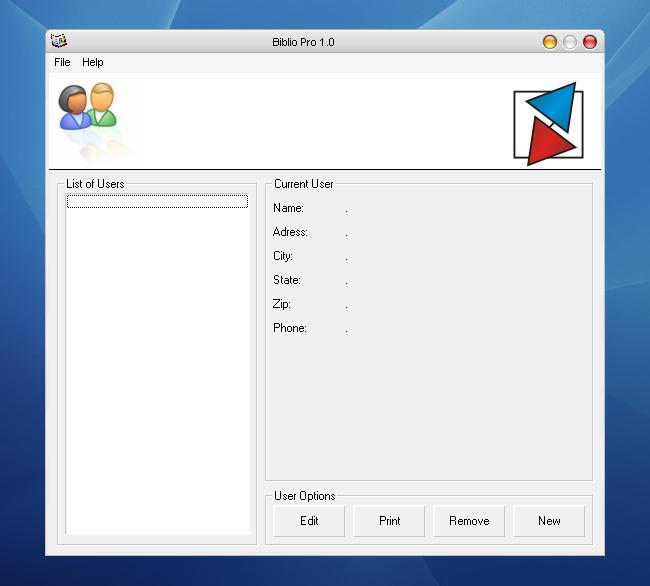 Biblio Pro 1.0
File Help
List of Users
Current User
Name: .
Adress: .
City: .
State: .
Zip: .
Phone: .
User Options
Edit Print Remove New